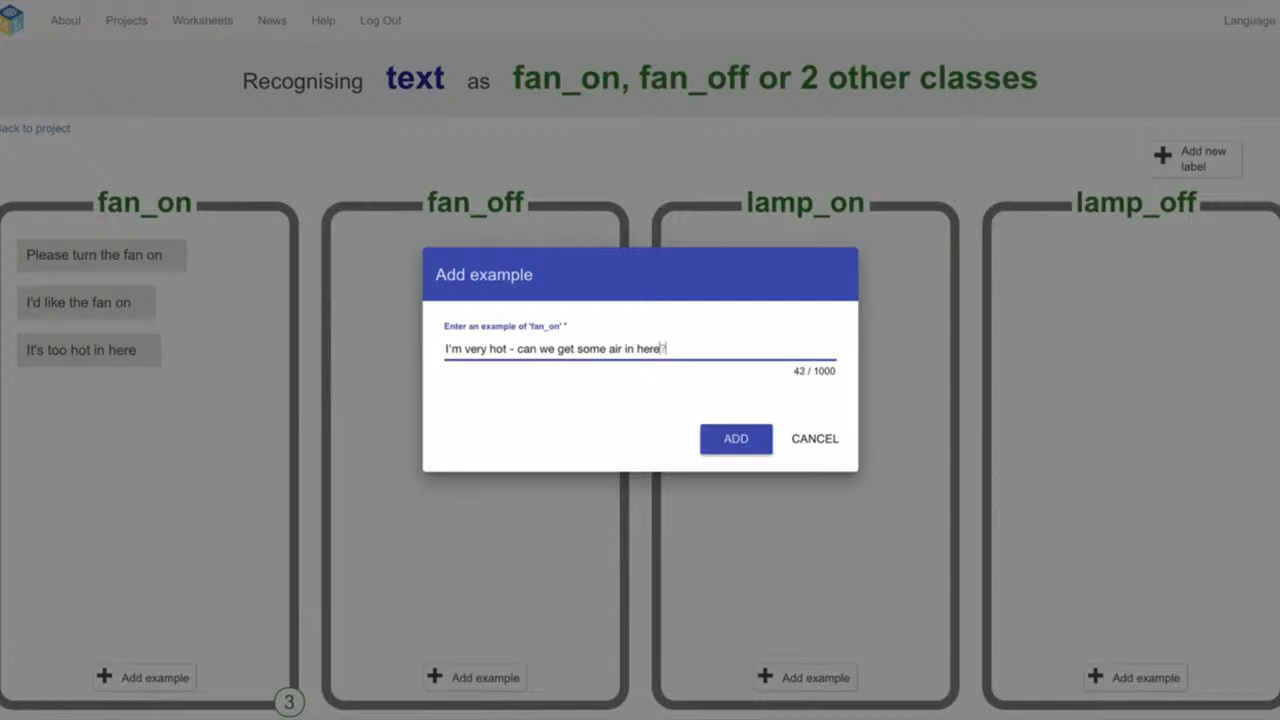 About Projects Worksheets News Help Log Out Language
Recognising text as fan_on, fan_off or 2 other classes
ack to project
Add new
label
fan_on fan_off lamp_on lamp_off
Please turn the fan on
I'd like the fan on
It's too hot in here
Add example
Enter an example of 'fan_on' *
I'm very hot - can we get some air in here?
42 / 1000
ADD CANCEL
Add example Add example Add example Add example
3